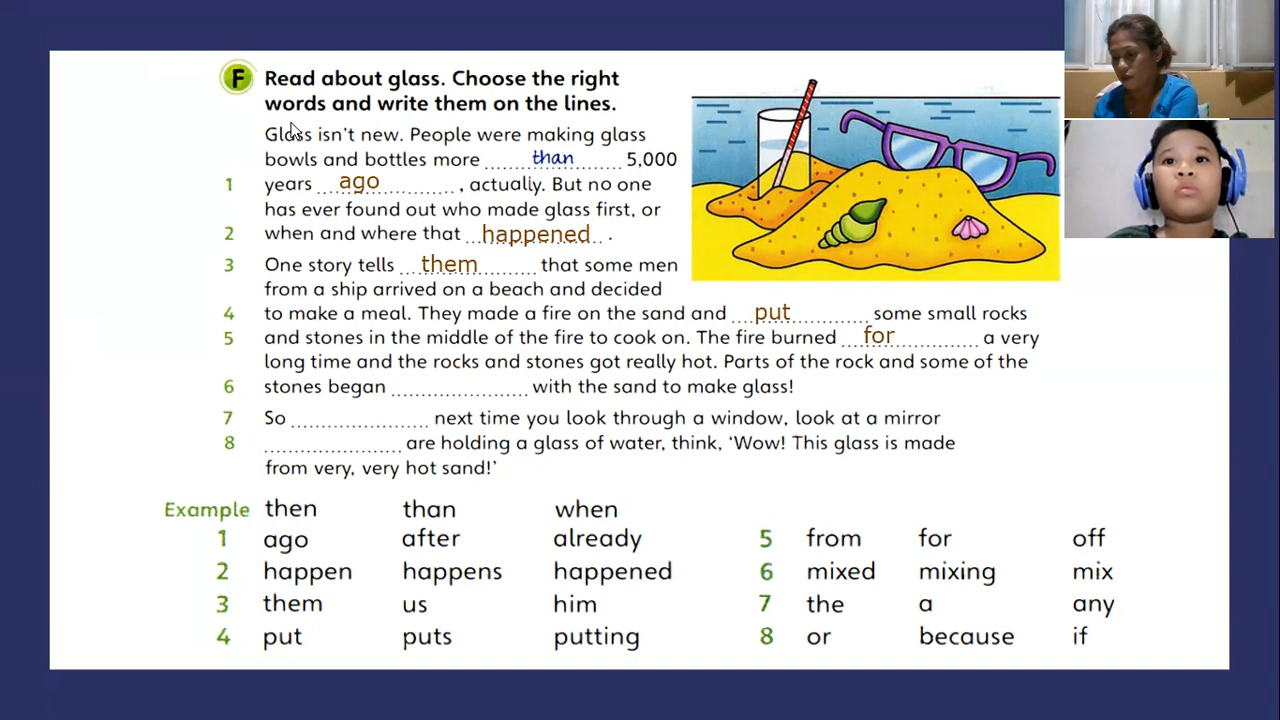 F Read about glass. Choose the right
words and write them on the lines.
Glass isn't new. People were making glass
bowls and bottles more than 5,000
1 years ago, actually. But no one
has ever found out who made glass first, or
2 when and where that happened.
3 One story tells them that some men
from a ship arrived on a beach and decided
4 to make a meal. They made a fire on the sand and put some small rocks
5 and stones in the middle of the fire to cook on. The fire burned for a very
long time and the rocks and stones got really hot. Parts of the rock and some of the
6 stones began .................... with the sand to make glass!
7 So .................... next time you look through a window, look at a mirror
8 .................... are holding a glass of water, think, 'Wow! This glass is made
from very, very hot sand!'
Example then than when
1 ago after already
2 happen happens happened
3 them us him
4 put puts putting
5 from for off
6 mixed mixing mix
7 the a any
8 or because if